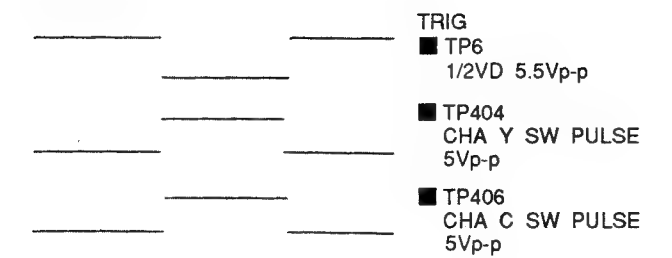 TRIG
■ TP6
1/2VD 5.5Vp-p
■ TP404
CHA Y SW PULSE
5Vp-p
■ TP406
CHA C SW PULSE
5Vp-p